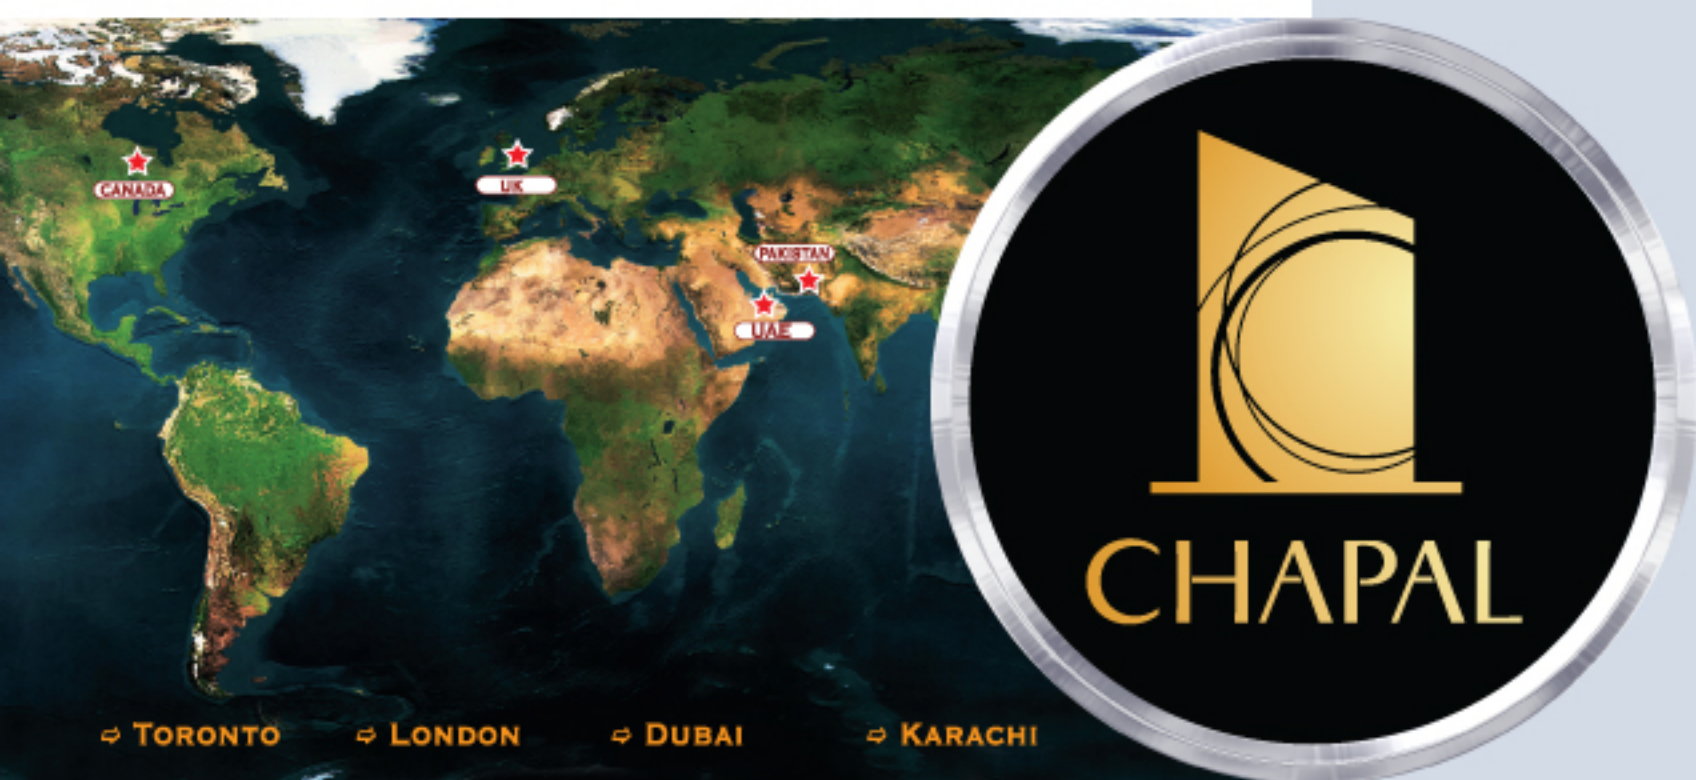 CANADA
UK
PAKISTAN
UAE
CHAPAL
TORONTO
LONDON
DUBAI
KARACHI